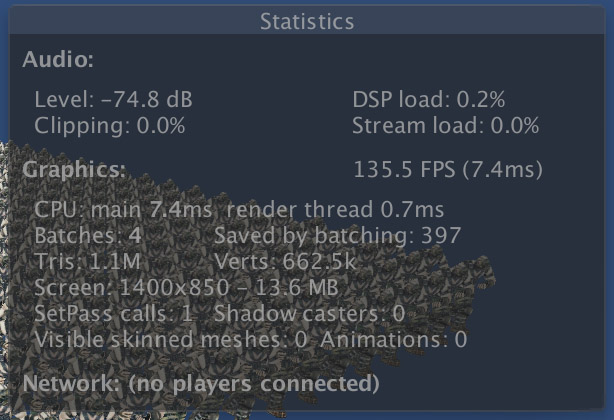 Statistics
Audio:
Level: -74.8 dB DSP load: 0.2%
Clipping: 0.0% Stream load: 0.0%
Graphics: 135.5 FPS (7.4ms)
CPU: main 7.4ms render thread 0.7ms
Batches: 4 Saved by batching: 397
Tris: 1.1M Verts: 662.5k
Screen: 1400x850 - 13.6 MB
SetPass calls: 1 Shadow casters: 0
Visible skinned meshes: 0 Animations: 0
Network: (no players connected)